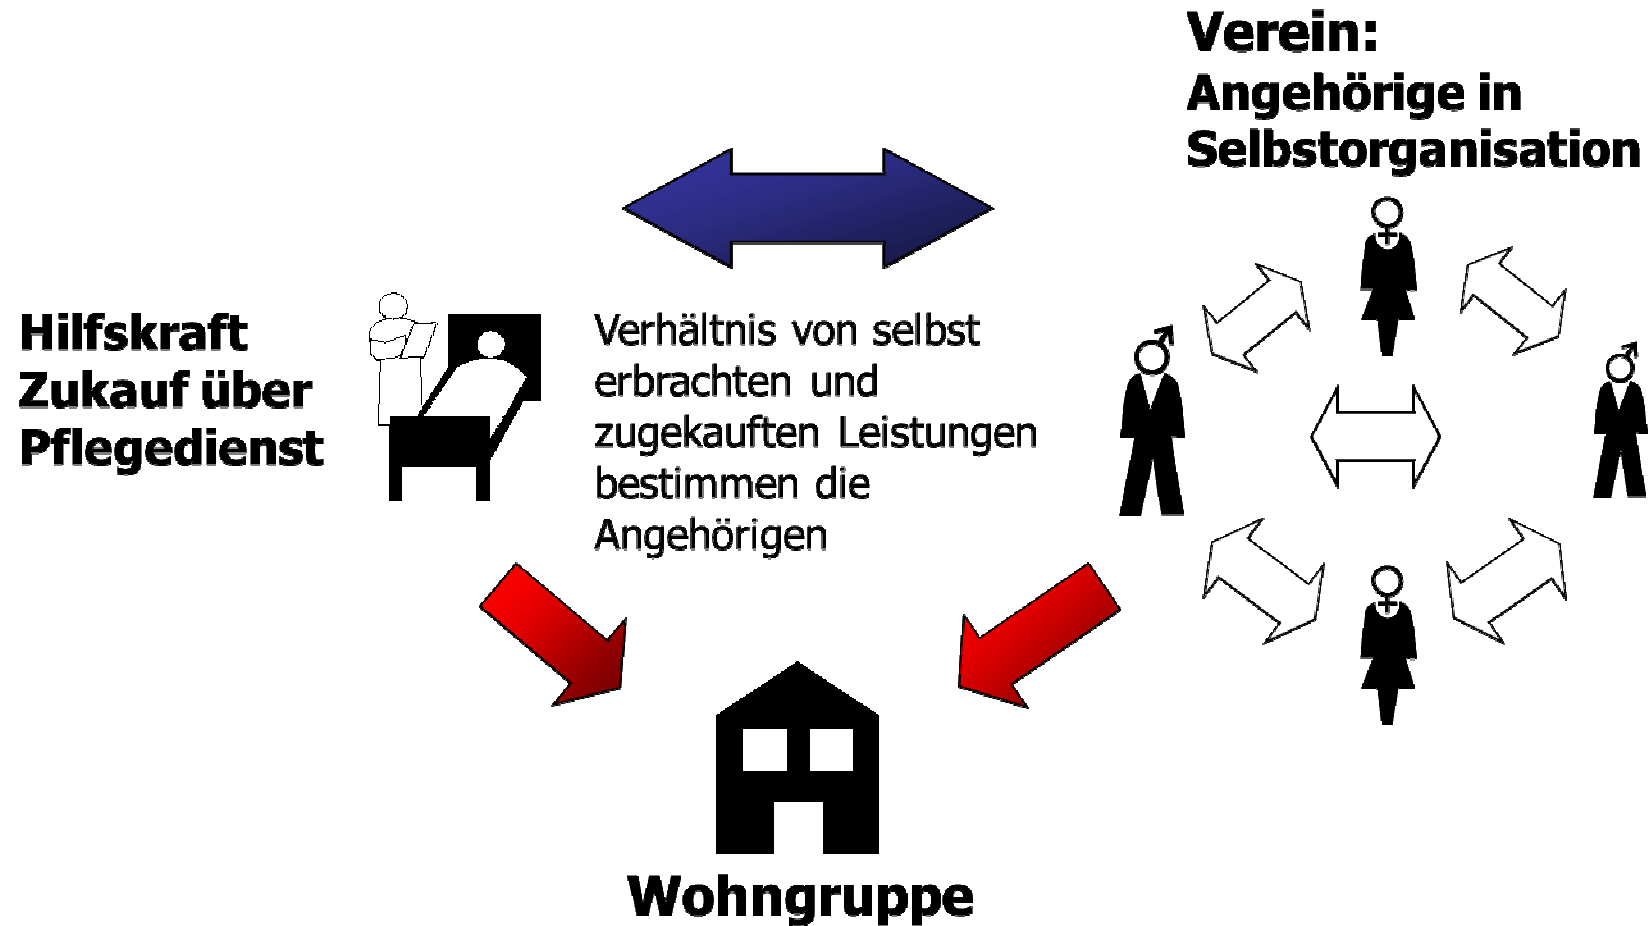 Verein:
Angehörige in
Selbstorganisation
Hilfskraft
Zukauf über
Pflegedienst
Verhältnis von selbst
erbrachten und
zugekauften Leistungen
bestimmen die
Angehörigen
Wohngruppe